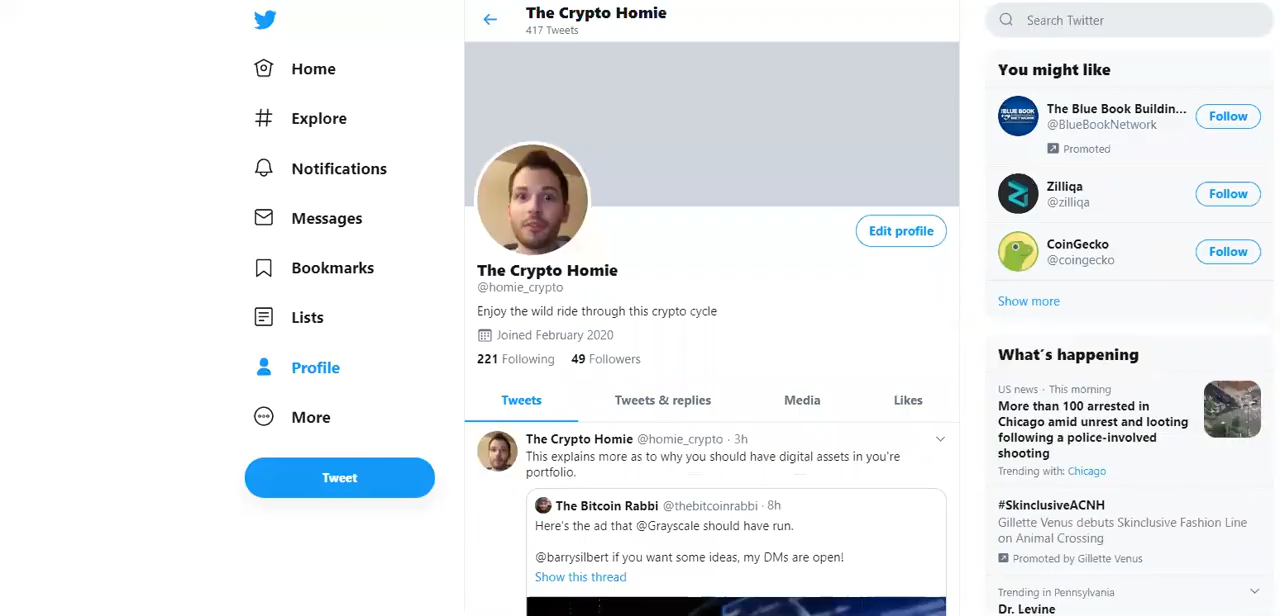 The Crypto Homie
417 Tweets
Search Twitter
Home
Explore
Notifications
Messages
Bookmarks
Lists
Profile
More
Tweet
Edit profile
The Crypto Homie
@homie_crypto
Enjoy the wild ride through this crypto cycle
Joined February 2020
221 Following 49 Followers
Tweets Tweets & replies Media Likes
The Crypto Homie @homie_crypto · 3h
This explains more as to why you should have digital assets in you're
portfolio.
The Bitcoin Rabbi @thebitcoinrabbi · 8h
Here's the ad that @Grayscale should have run.
@barrysilbert if you want some ideas, my DMs are open!
Show this thread
You might like
BLUE BOOK
The Blue Book Buildin...
@BlueBookNetwork
Follow
Promoted
Zilliqa
@zilliqa
Follow
CoinGecko
@coingecko
Follow
Show more
What´s happening
US news · This morning
More than 100 arrested in
Chicago amid unrest and looting
following a police-involved
shooting
Trending with: Chicago
#SkinclusiveACNH
Gillette Venus debuts Skinclusive Fashion Line
on Animal Crossing
Promoted by Gillette Venus
Trending in Pennsylvania
Dr. Levine